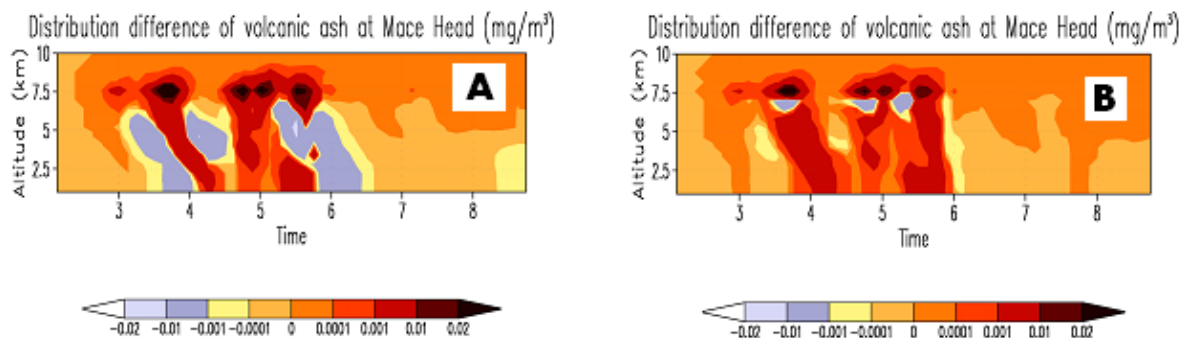 Distribution difference of volcanic ash at Mace Head (mg/m³)
Altitude (km)
10
7.5
5
2.5
A
3 4 5 6 7 8
Time
−0.02 −0.01 −0.001 −0.0001 0 0.0001 0.001 0.01 0.02
Distribution difference of volcanic ash at Mace Head (mg/m³)
Altitude (km)
10
7.5
5
2.5
B
3 4 5 6 7 8
Time
−0.02 −0.01 −0.001 −0.0001 0 0.0001 0.001 0.01 0.02